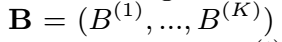 𝐁 = (B^{(1)}, ..., B^{(K)})